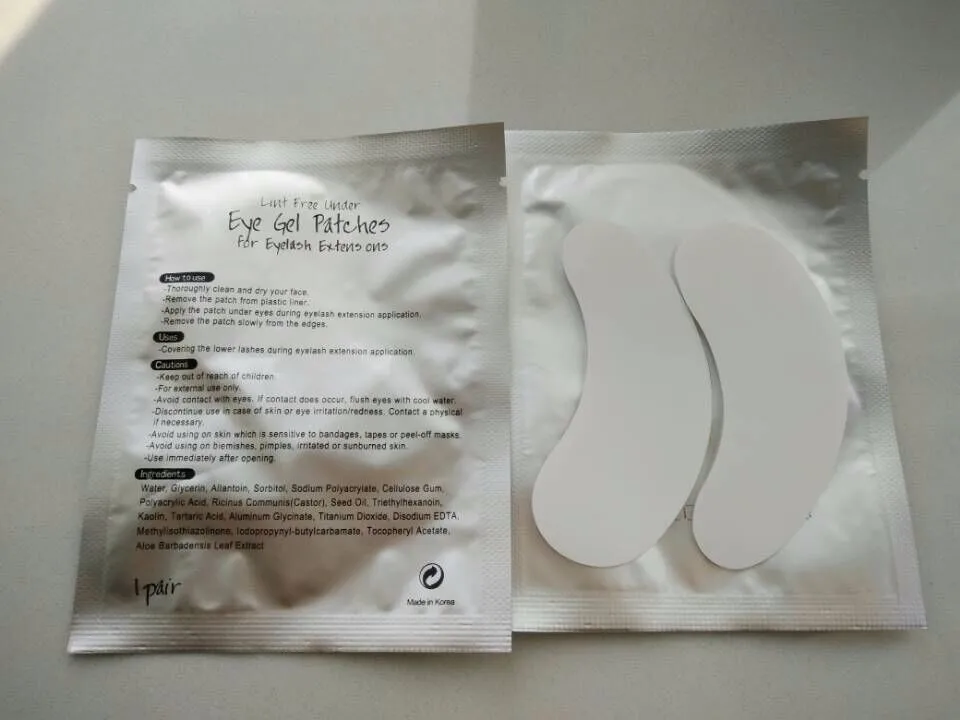 Lint Free Under
Eye Gel Patches
for Eyelash Extensions
How to use
-Thoroughly clean and dry your face.
-Remove the patch from plastic liner.
-Apply the patch under eyes during eyelash extension application.
-Remove the patch slowly from the edges.
Uses
-Covering the lower lashes during eyelash extension application.
Cautions
-Keep out of reach of children.
-For external use only.
-Avoid contact with eyes. If contact does occur, flush eyes with cool water.
-Discontinue use in case of skin or eye irritation/redness. Contact a physical
if necessary.
-Avoid using on skin which is sensitive to bandages, tapes or peel-off masks.
-Avoid using on blemishes, pimples, irritated or sunburned skin.
-Use immediately after opening.
Ingredients
Water, Glycerin, Allantoin, Sorbitol, Sodium Polyacrylate, Cellulose Gum,
Polyacrylic Acid, Ricinus Communis(Castor), Seed Oil, Triethylhexanoin,
Kaolin, Tartaric Acid, Aluminum Glycinate, Titanium Dioxide, Disodium EDTA,
Methylisothiazolinone, Iodopropynyl-butylcarbamate, Tocopheryl Acetate,
Aloe Barbadensis Leaf Extract
1 pair
Made in Korea